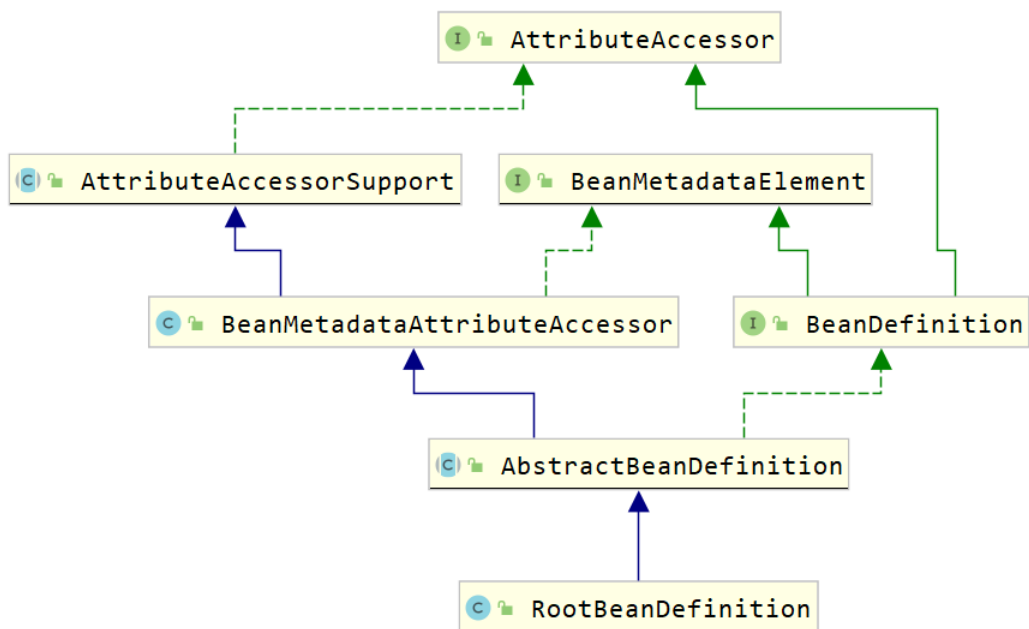 I AttributeAccessor
C AttributeAccessorSupport
I BeanMetadataElement
C BeanMetadataAttributeAccessor
I BeanDefinition
C AbstractBeanDefinition
C RootBeanDefinition